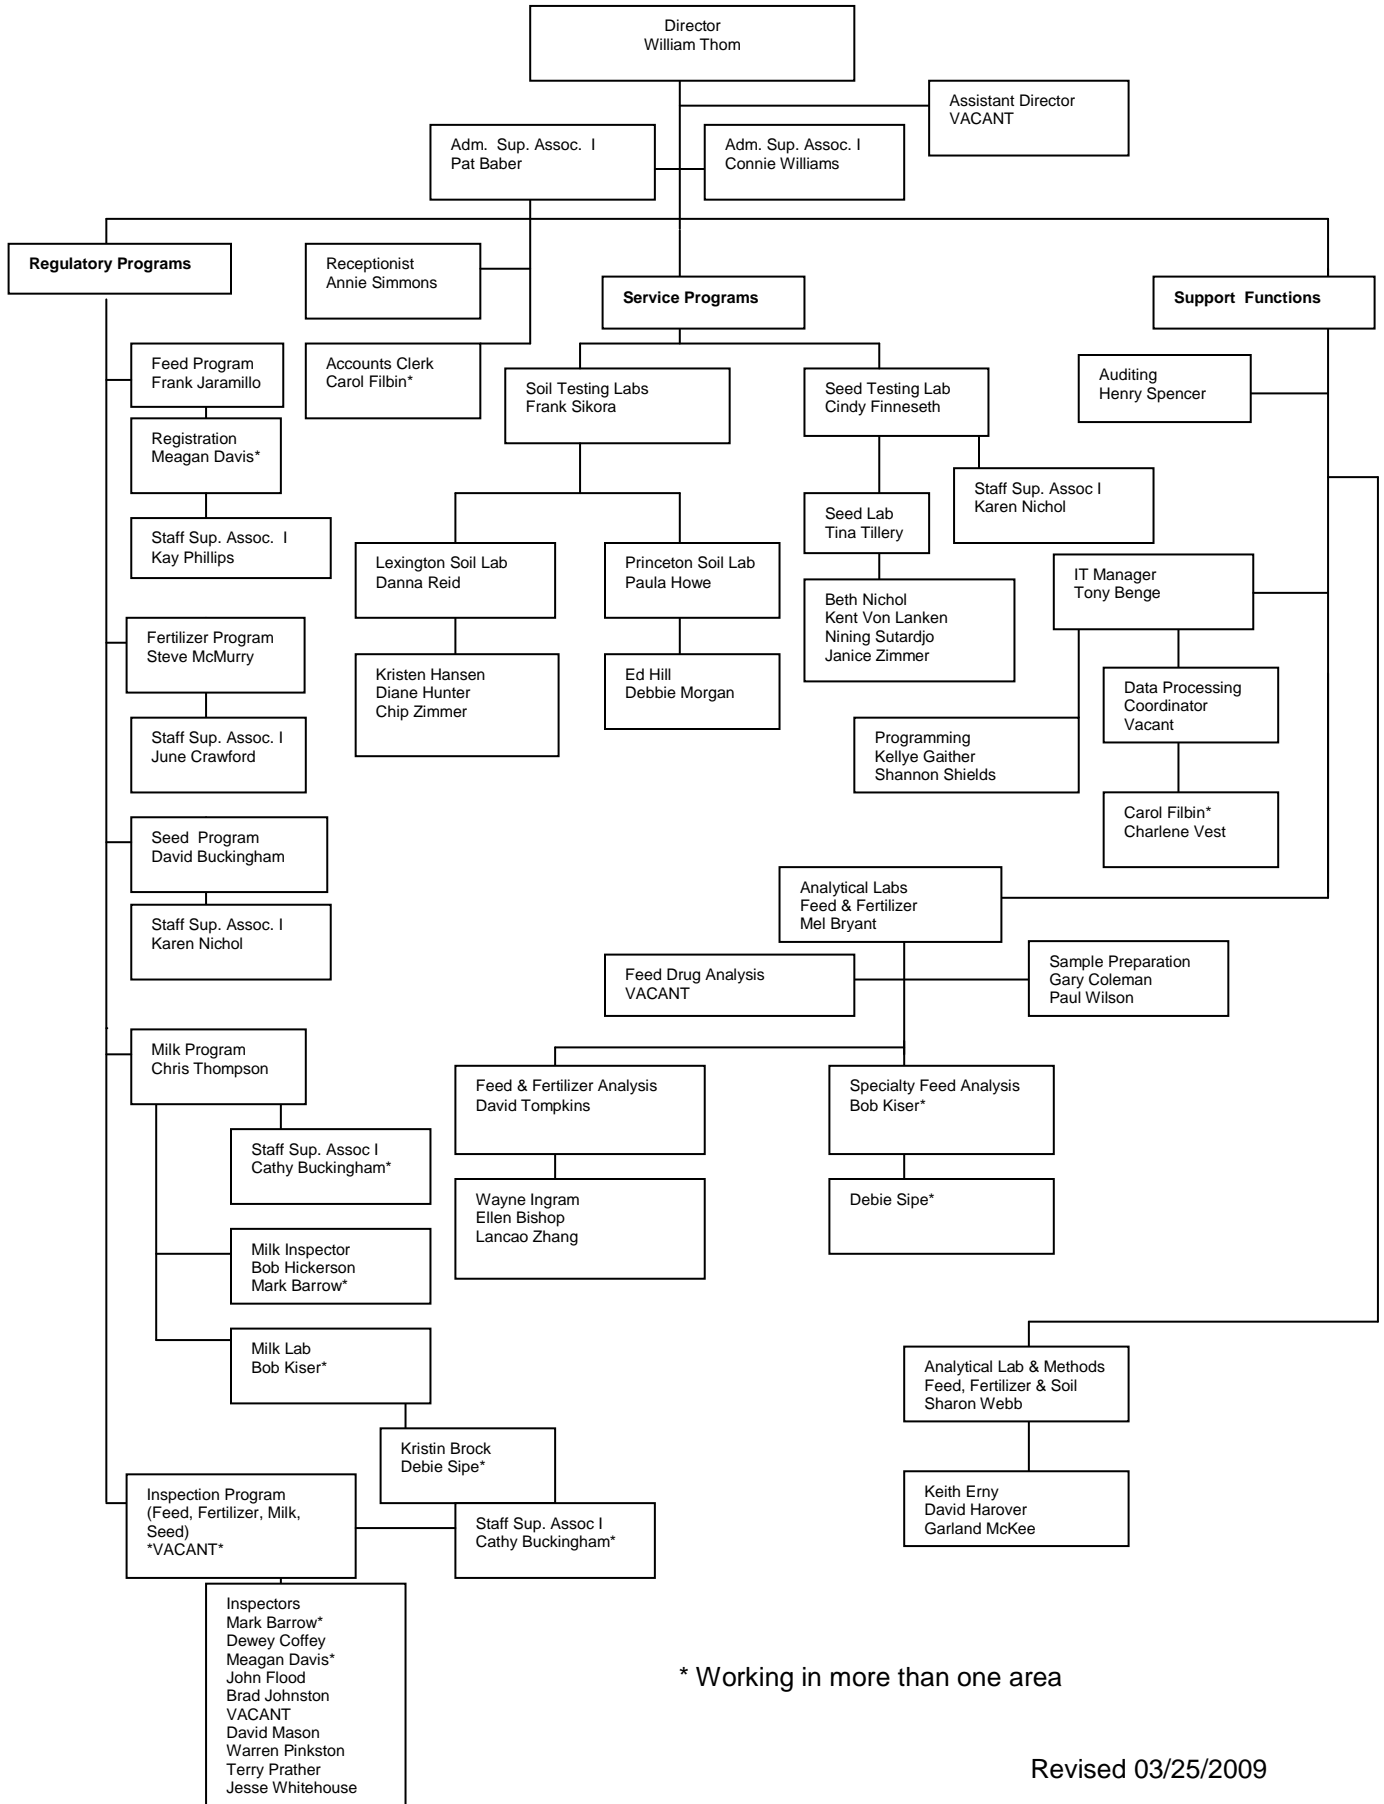 Director
William Thom
Assistant Director
VACANT
Adm.  Sup. Assoc.  I
Pat Baber
Adm. Sup. Assoc. I
Connie Williams
Regulatory Programs
Receptionist
Annie Simmons
Service Programs
Support  Functions
Feed Program
Frank Jaramillo
Accounts Clerk
Carol Filbin*
Soil Testing Labs
Frank Sikora
Seed Testing Lab
Cindy Finneseth
Auditing
Henry Spencer
Registration
Meagan Davis*
Staff Sup. Assoc.  I
Kay Phillips
Seed Lab
Tina Tillery
Staff Sup. Assoc I
Karen Nichol
Lexington Soil Lab
Danna Reid
Princeton Soil Lab
Paula Howe
IT Manager
Tony Benge
Beth Nichol
Kent Von Lanken
Nining Sutardjo
Janice Zimmer
Fertilizer Program
Steve McMurry
Kristen Hansen
Diane Hunter
Chip Zimmer
Ed Hill
Debbie Morgan
Data Processing
Coordinator
Vacant
Staff Sup. Assoc. I
June Crawford
Programming
Kellye Gaither
Shannon Shields
Carol Filbin*
Charlene Vest
Seed  Program
David Buckingham
Staff Sup. Assoc. I
Karen Nichol
Analytical Labs
Feed & Fertilizer
Mel Bryant
Feed Drug Analysis
VACANT
Sample Preparation
Gary Coleman
Paul Wilson
Milk Program
Chris Thompson
Feed & Fertilizer Analysis
David Tompkins
Specialty Feed Analysis
Bob Kiser*
Staff Sup. Assoc I
Cathy Buckingham*
Wayne Ingram
Ellen Bishop
Lancao Zhang
Debie Sipe*
Milk Inspector
Bob Hickerson
Mark Barrow*
Milk Lab
Bob Kiser*
Analytical Lab & Methods
Feed, Fertilizer & Soil
Sharon Webb
Kristin Brock
Debie Sipe*
Keith Erny
David Harover
Garland McKee
Inspection Program
(Feed, Fertilizer, Milk,
Seed)
*VACANT*
Staff Sup. Assoc I
Cathy Buckingham*
Inspectors
Mark Barrow*
Dewey Coffey
Meagan Davis*
John Flood
Brad Johnston
VACANT
David Mason
Warren Pinkston
Terry Prather
Jesse Whitehouse
* Working in more than one area
Revised 03/25/2009